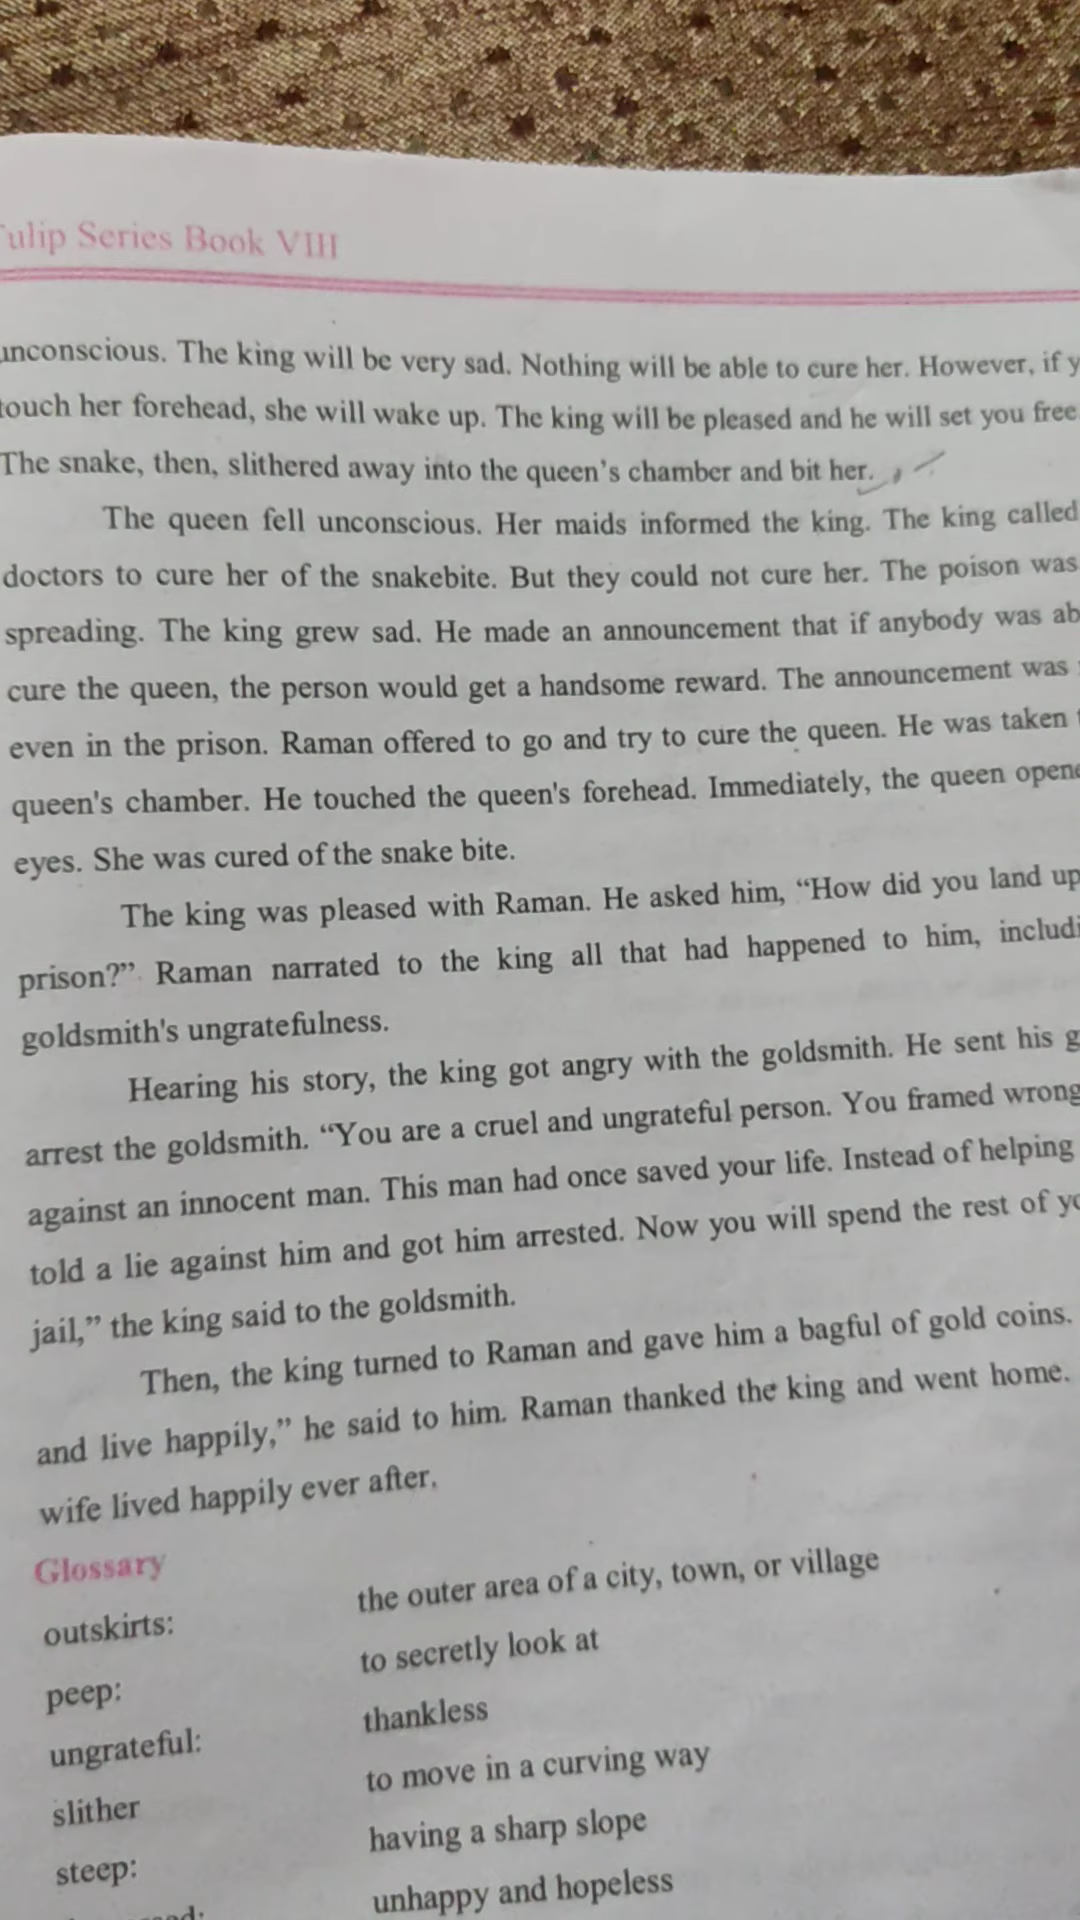 Tulip Series Book VIII
unconscious. The king will be very sad. Nothing will be able to cure her. However, if
touch her forehead, she will wake up. The king will be pleased and he will set you free
The snake, then, slithered away into the queen’s chamber and bit her.
The queen fell unconscious. Her maids informed the king. The king called
doctors to cure her of the snakebite. But they could not cure her. The poison was
spreading. The king grew sad. He made an announcement that if anybody was
cure the queen, the person would get a handsome reward. The announcement was
even in the prison. Raman offered to go and try to cure the queen. He was taken
queen's chamber. He touched the queen's forehead. Immediately, the queen
eyes. She was cured of the snake bite.
The king was pleased with Raman. He asked him, “How did you land up
prison?” Raman narrated to the king all that had happened to him,
goldsmith's ungratefulness.
Hearing his story, the king got angry with the goldsmith. He sent his
arrest the goldsmith. “You are a cruel and ungrateful person. You framed wrong
against an innocent man. This man had once saved your life. Instead of helping
told a lie against him and got him arrested. Now you will spend the rest of
jail,” the king said to the goldsmith.
Then, the king turned to Raman and gave him a bagful of gold coins.
and live happily,” he said to him. Raman thanked the king and went home.
wife lived happily ever after.
Glossary
outskirts: the outer area of a city, town, or village
peep: to secretly look at
ungrateful: thankless
slither to move in a curving way
steep: having a sharp slope
unhappy and hopeless